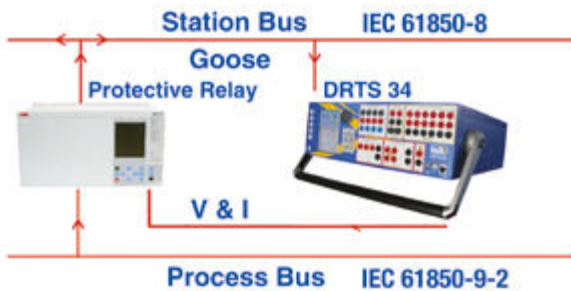 Station Bus IEC 61850-8
Goose
Protective Relay DRTS 34
V & I
Process Bus IEC 61850-9-2